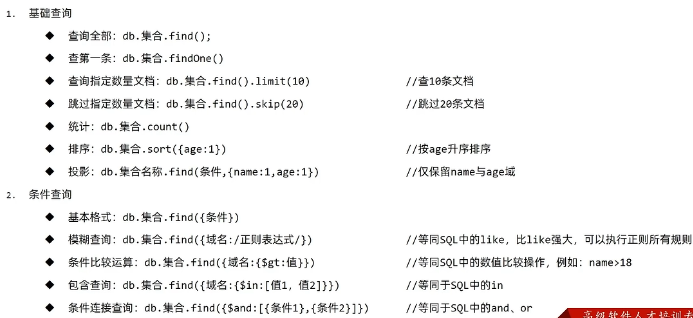 1. 基础查询
◆ 查询全部: db.集合.find();
◆ 查第一条: db.集合.findOne()
◆ 查询指定数量文档: db.集合.find().limit(10) //查10条文档
◆ 跳过指定数量文档: db.集合.find().skip(20) //跳过20条文档
◆ 统计: db.集合.count()
◆ 排序: db.集合.sort({age:1}) //按age升序排序
◆ 投影: db.集合名称.find(条件,{name:1,age:1}) //仅保留name与age域
2. 条件查询
◆ 基本格式: db.集合.find({条件})
◆ 模糊查询: db.集合.find({域名:/正则表达式/}) //等同SQL中的like, 比like强大, 可以执行正则所有规则
◆ 条件比较运算: db.集合.find({域名:{$gt:值}}) //等同SQL中的数值比较操作, 例如: name>18
◆ 包含查询: db.集合.find({域名:{$in:[值1, 值2]}}) //等同于SQL中的in
◆ 条件连接查询: db.集合.find({$and:[{条件1},{条件2}]}) //等同于SQL中的and、or
高级软件人才培训专